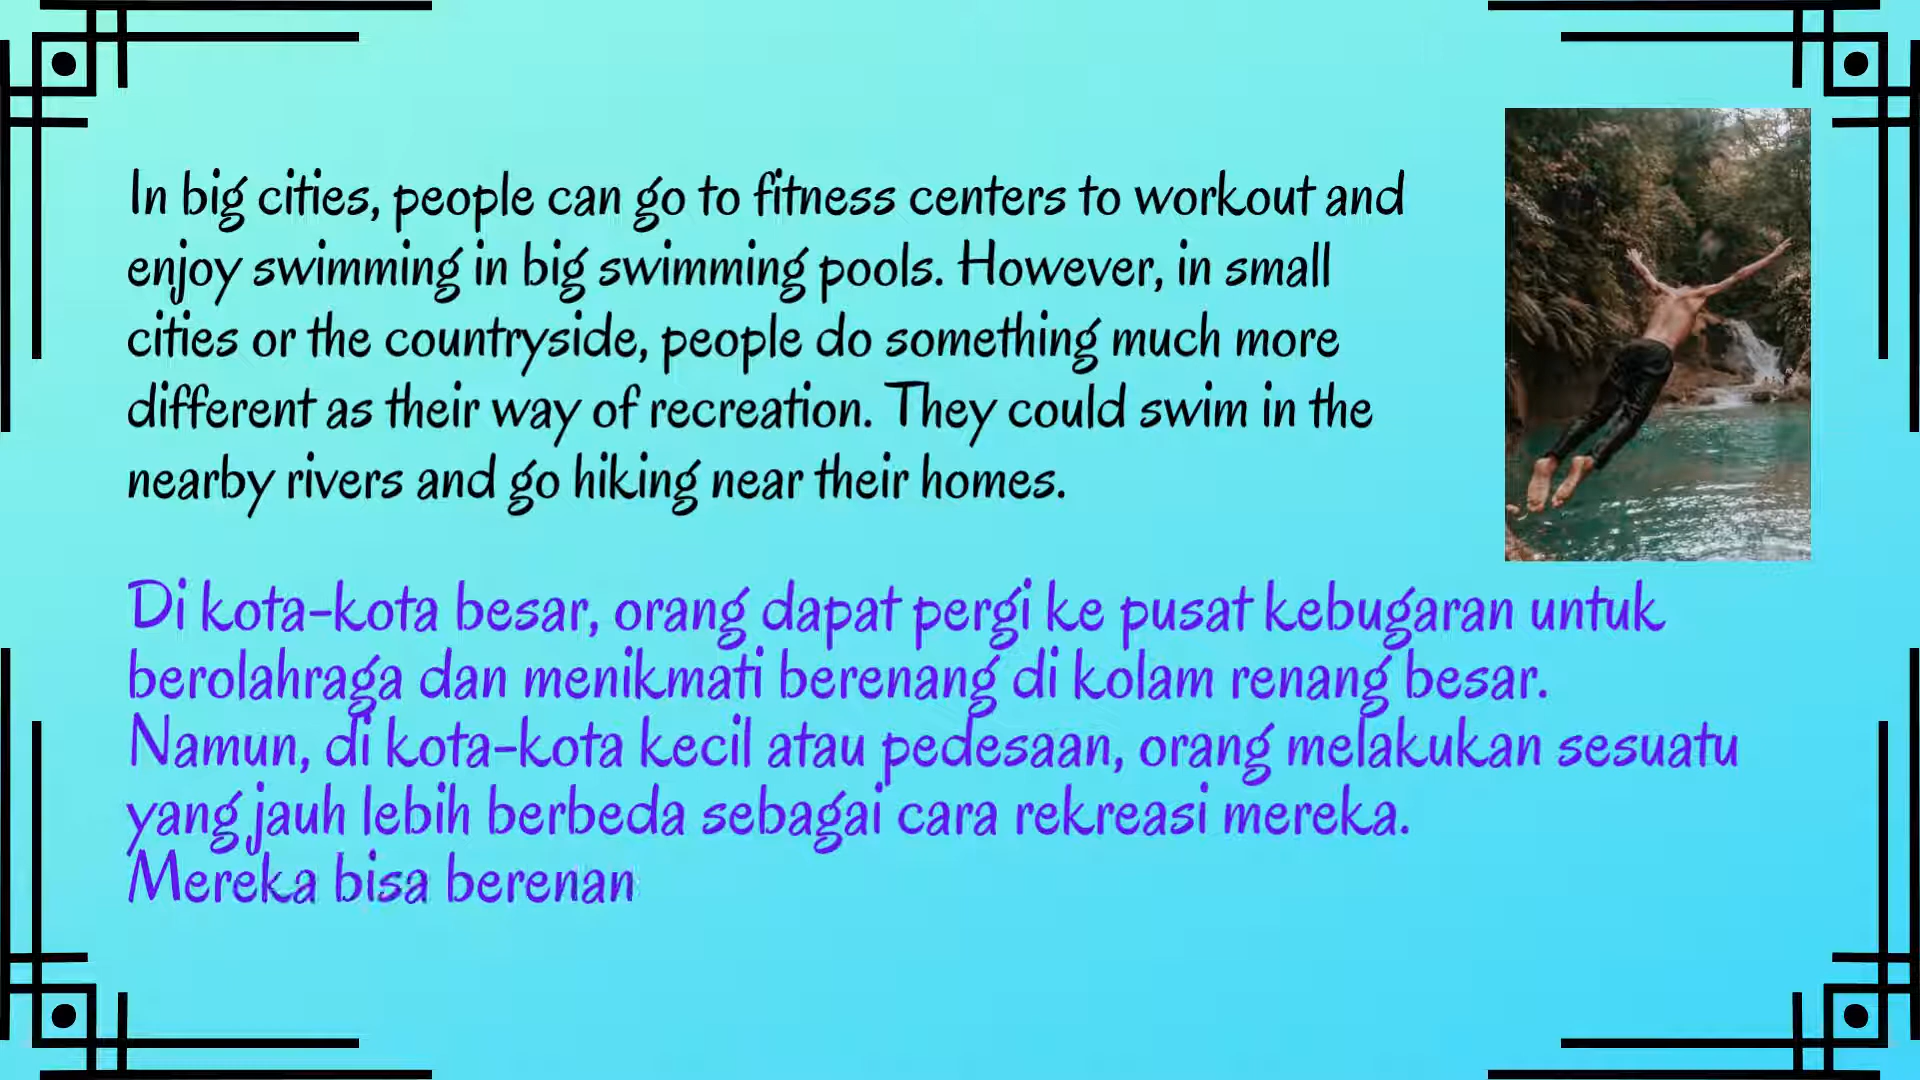 In big cities, people can go to fitness centers to workout and
enjoy swimming in big swimming pools. However, in small
cities or the countryside, people do something much more
different as their way of recreation. They could swim in the
nearby rivers and go hiking near their homes.
Di kota-kota besar, orang dapat pergi ke pusat kebugaran untuk
berolahraga dan menikmati berenang di kolam renang besar.
Namun, di kota-kota kecil atau pedesaan, orang melakukan sesuatu
yang jauh lebih berbeda sebagai cara rekreasi mereka.
Mereka bisa berenan